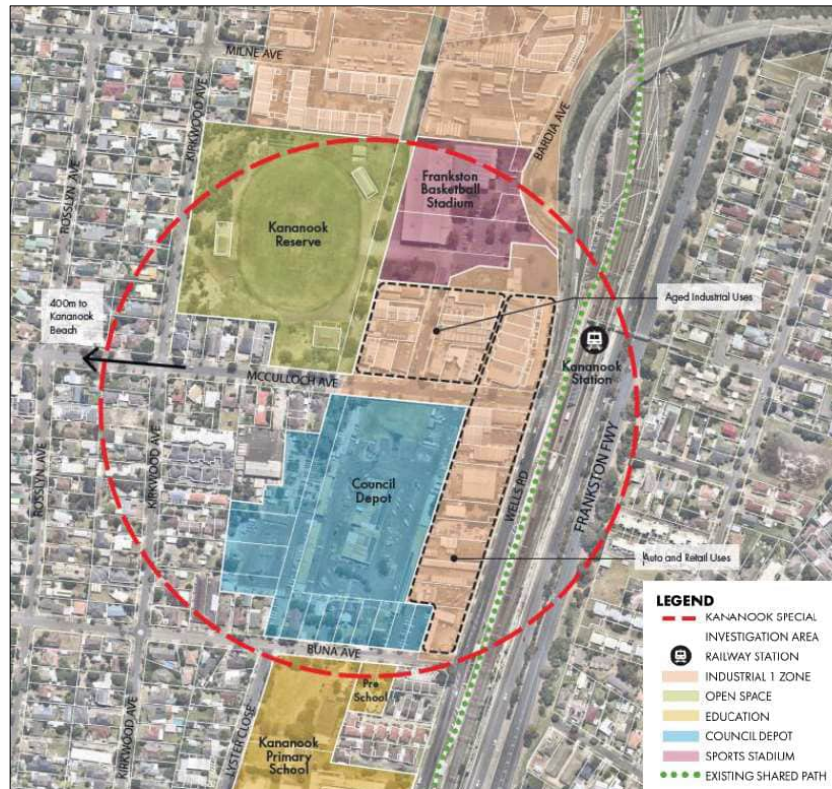 MILNE AVE
KIRKWOOD AVE
BARDIA AVE
ROSSLYN AVE
Frankston
Basketball
Stadium
Kananook
Reserve
400m to
Kananook
Beach
Aged Industrial Uses
Kananook
Station
MCCULLOCH AVE
KIRKWOOD AVE
ROSSLYN AVE
Council
Depot
WELLS RD
FRANKSTON FWY
Auto and Retail Uses
BUNA AVE
Pre
School
Kananook
Primary
School
LYSTER CLOSE
KIRKWOOD AVE
LEGEND
KANANOOK SPECIAL
INVESTIGATION AREA
RAILWAY STATION
INDUSTRIAL 1 ZONE
OPEN SPACE
EDUCATION
COUNCIL DEPOT
SPORTS STADIUM
EXISTING SHARED PATH